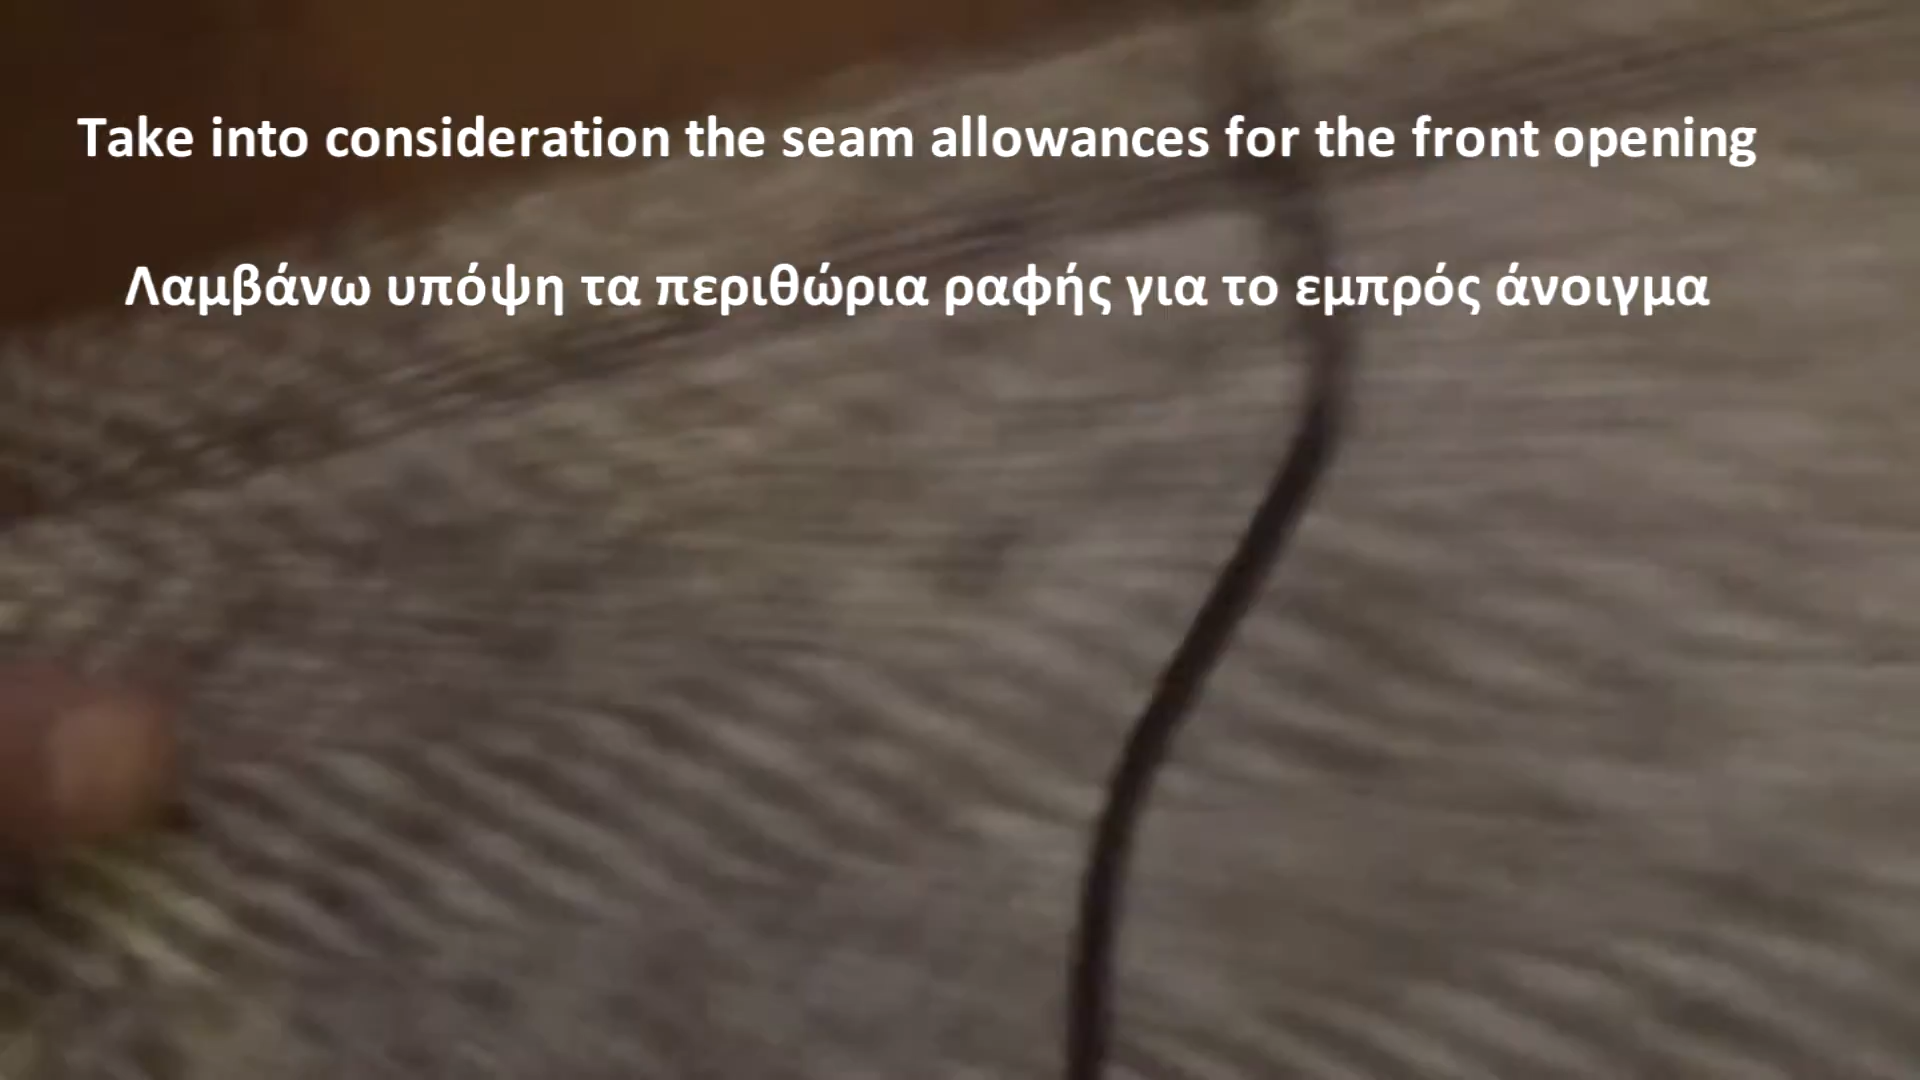 Take into consideration the seam allowances for the front opening
Λαμβάνω υπόψη τα περιθώρια ραφής για το εμπρός άνοιγμα